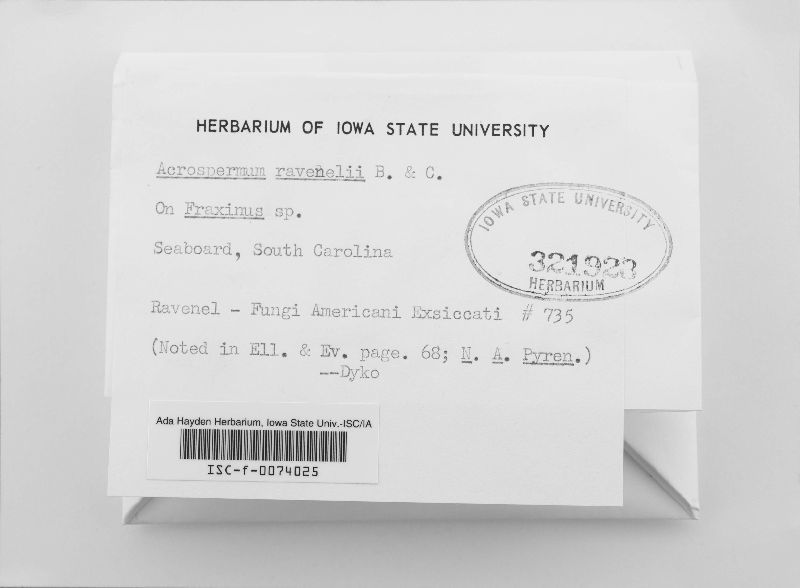 HERBARIUM OF IOWA STATE UNIVERSITY
Acrospermum ravenelii B. & C.
On Fraxinus sp.
Seaboard, South Carolina
IOWA STATE UNIVERSITY
321923
HERBARIUM
Ravenel - Fungi Americani Exsiccati # 735
(Noted in Ell. & Ev. page. 68; N. A. Pyren.)
--Dyko
Ada Hayden Herbarium, Iowa State Univ.-ISC/IA
ISC-f-0074025